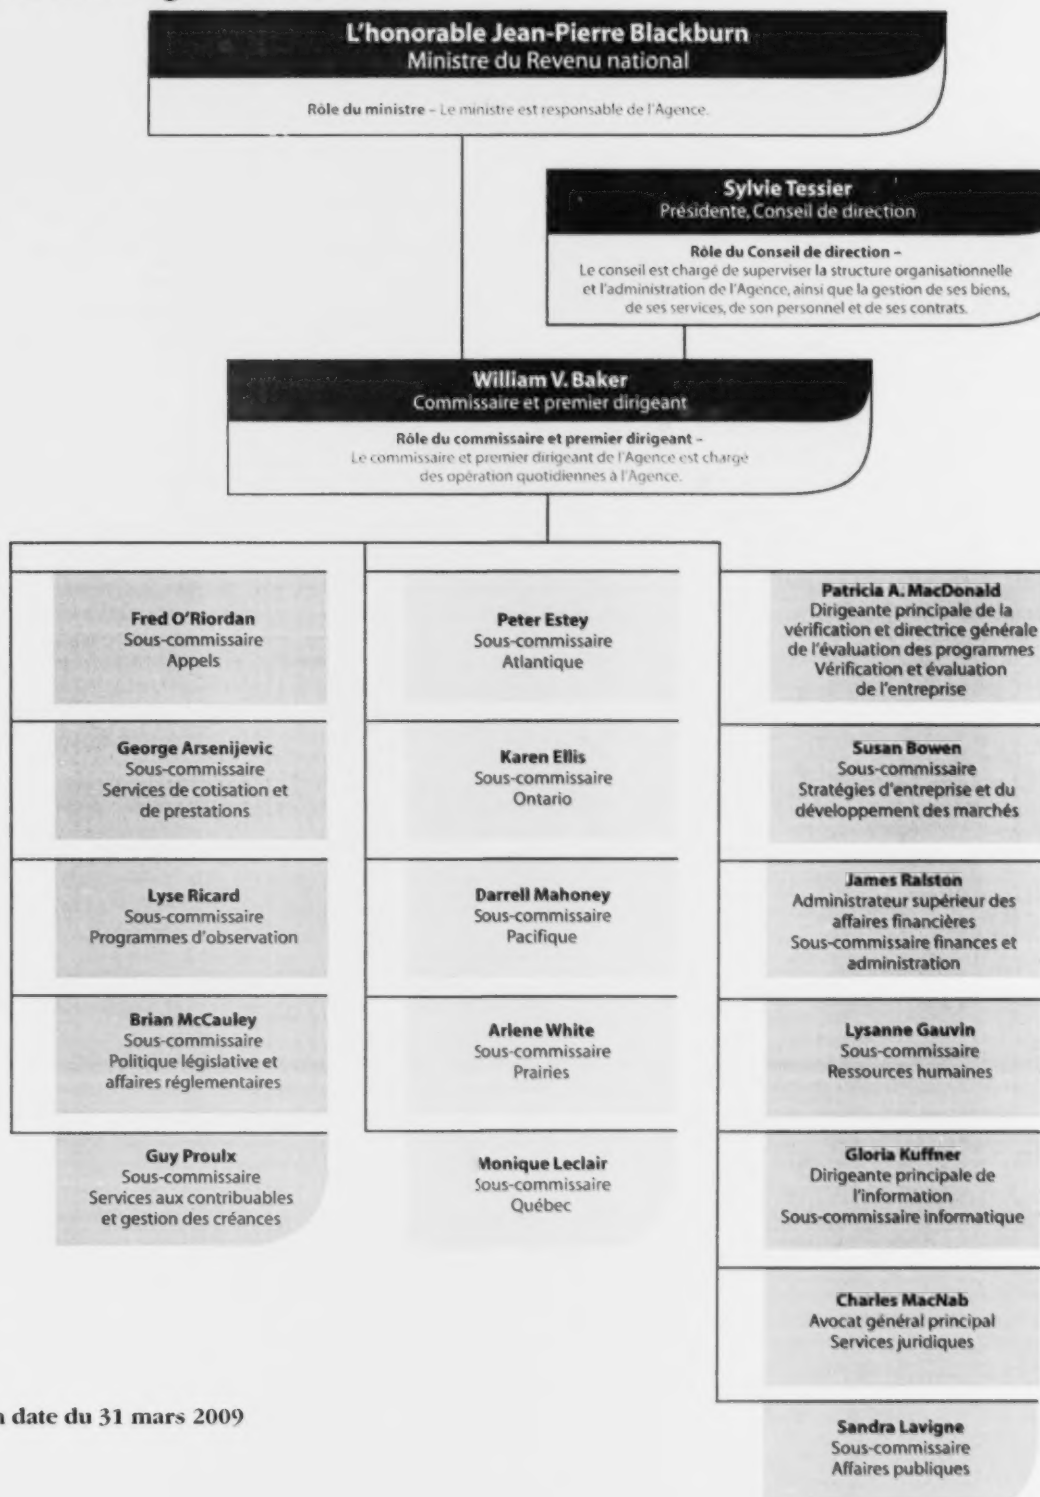 L'honorable Jean-Pierre Blackburn
Ministre du Revenu national
Rôle du ministre – Le ministre est responsable de l'Agence.
Sylvie Tessier
Présidente, Conseil de direction
Rôle du Conseil de direction –
Le conseil est chargé de superviser la structure organisationnelle
et l'administration de l'Agence, ainsi que la gestion de ses biens,
de ses services, de son personnel et de ses contrats.
William V. Baker
Commissaire et premier dirigeant
Rôle du commissaire et premier dirigeant –
Le commissaire et premier dirigeant de l'Agence est chargé
des opération quotidiennes à l'Agence.
Fred O'Riordan
Sous-commissaire
Appels
George Arsenijevic
Sous-commissaire
Services de cotisation et
de prestations
Lyse Ricard
Sous-commissaire
Programmes d'observation
Brian McCauley
Sous-commissaire
Politique législative et
affaires réglementaires
Guy Proulx
Sous-commissaire
Services aux contribuables
et gestion des créances
Peter Estey
Sous-commissaire
Atlantique
Karen Ellis
Sous-commissaire
Ontario
Darrell Mahoney
Sous-commissaire
Pacifique
Arlene White
Sous-commissaire
Prairies
Monique Leclair
Sous-commissaire
Québec
Patricia A. MacDonald
Dirigeante principale de la
vérification et directrice générale
de l'évaluation des programmes
Vérification et évaluation
de l'entreprise
Susan Bowen
Sous-commissaire
Stratégies d'entreprise et du
développement des marchés
James Ralston
Administrateur supérieur des
affaires financières
Sous-commissaire finances et
administration
Lysanne Gauvin
Sous-commissaire
Ressources humaines
Gloria Kuffner
Dirigeante principale de
l'information
Sous-commissaire informatique
Charles MacNab
Avocat général principal
Services juridiques
Sandra Lavigne
Sous-commissaire
Affaires publiques
date du 31 mars 2009